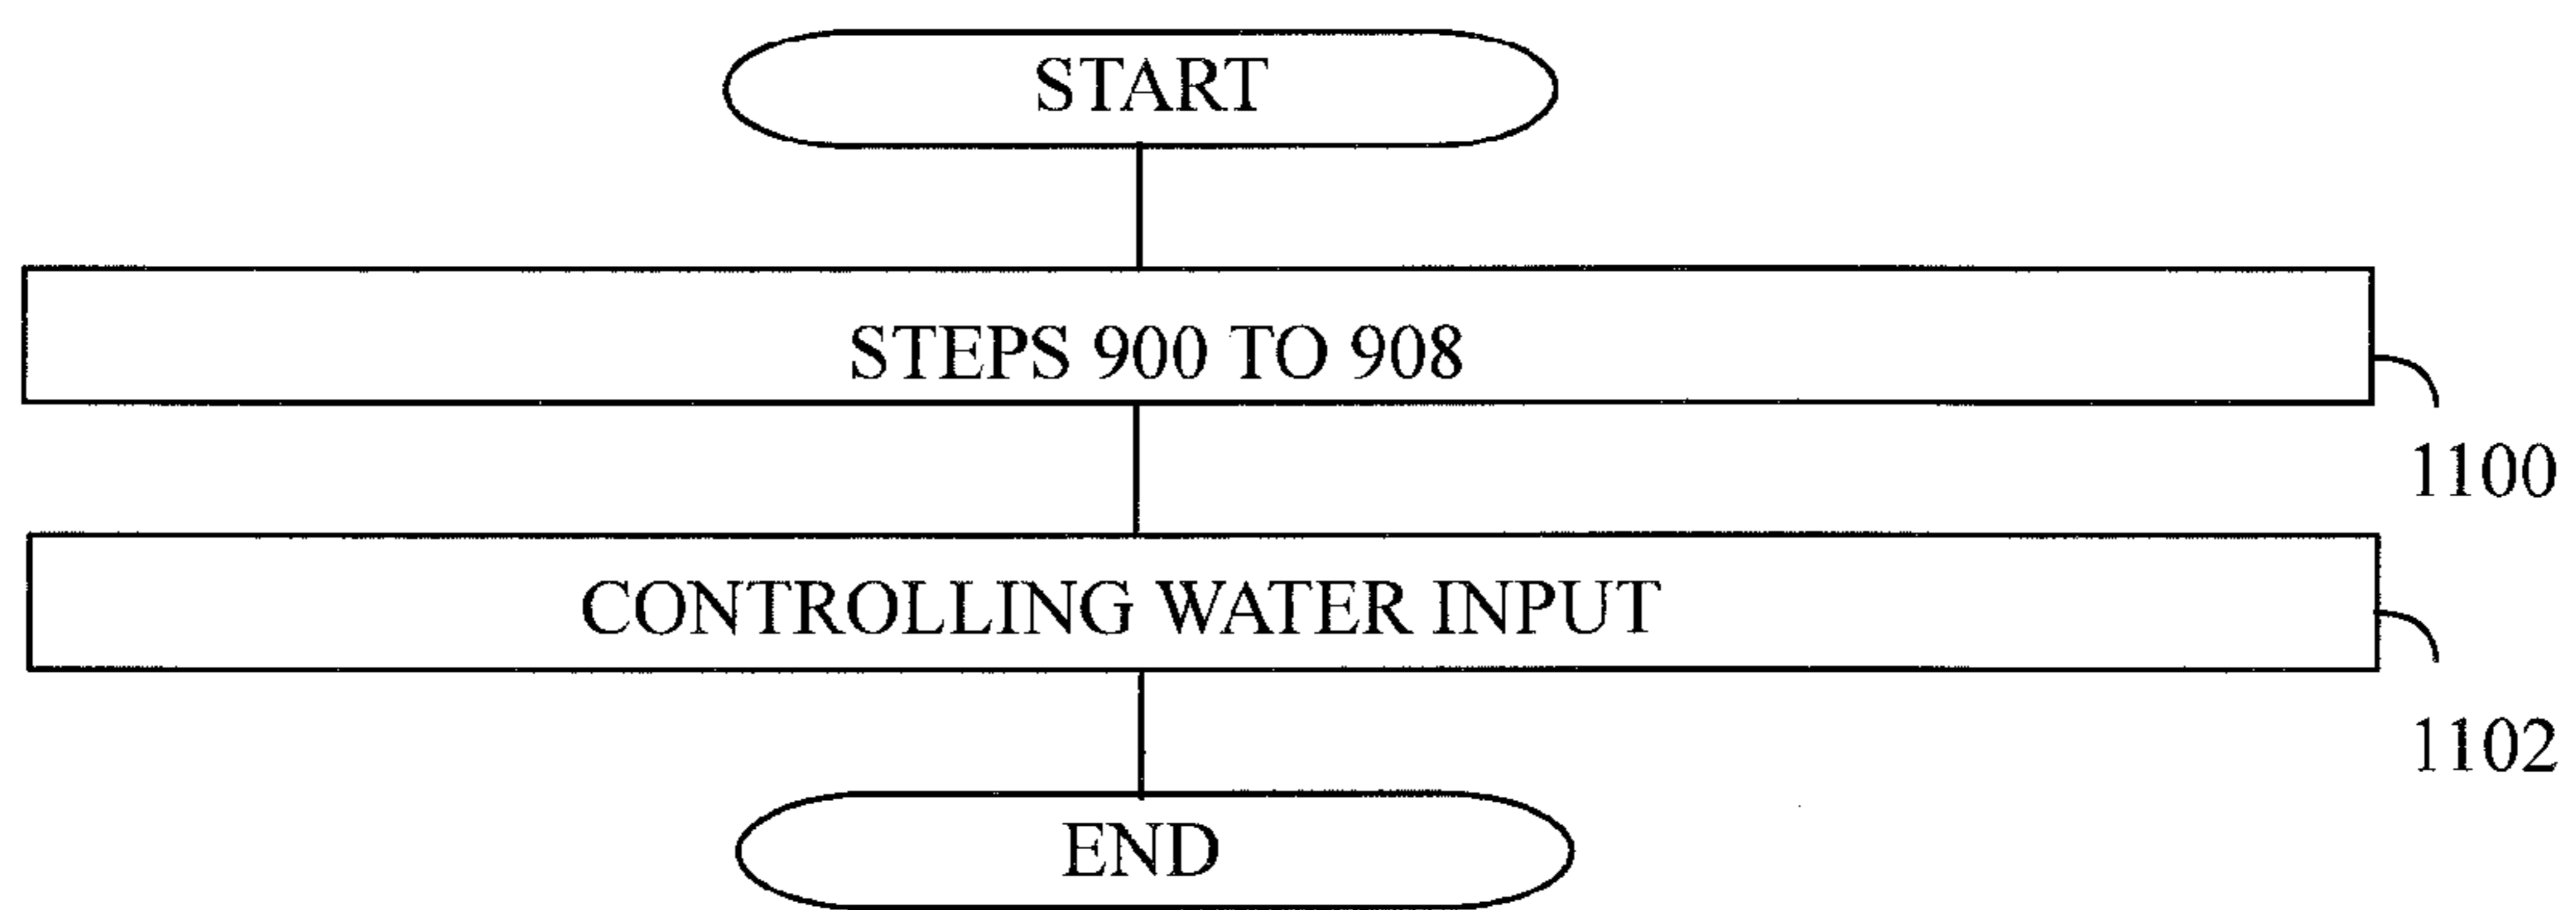 START
STEPS 900 TO 908
1100
CONTROLLING WATER INPUT
1102
END